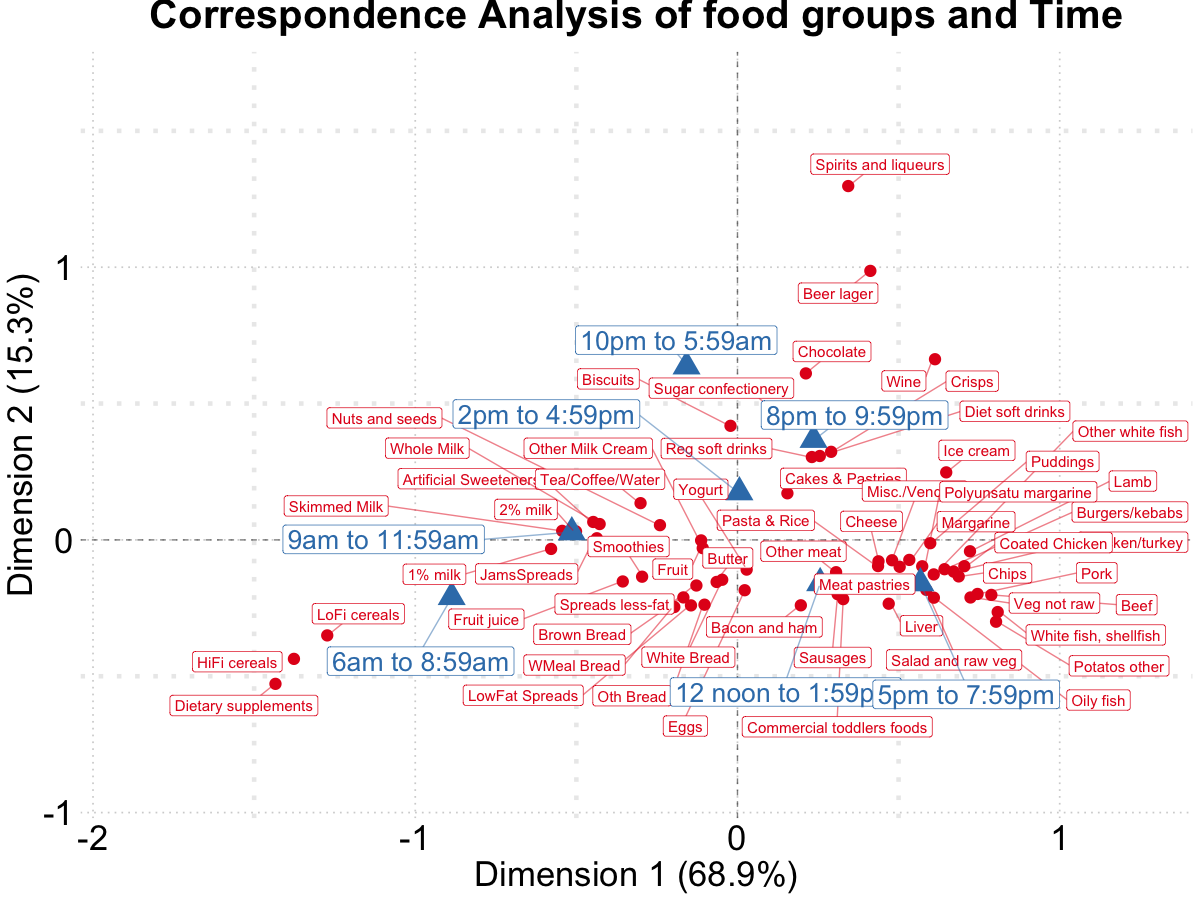 Correspondence Analysis of food groups and Time
Dimension 2 (15.3%)
1
0
-1
Spirits and liqueurs
Beer lager
10pm to 5:59am
Chocolate
Biscuits
Sugar confectionery
Wine
Crisps
Nuts and seeds
2pm to 4:59pm
8pm to 9:59pm
Diet soft drinks
Other white fish
Whole Milk
Other Milk Cream
Reg soft drinks
Ice cream
Puddings
Artificial Sweeteners
Tea/Coffee/Water
Yogurt
Cakes & Pastries
Misc./Venc
Polyunsatu margarine
Lamb
Skimmed Milk
2% milk
Pasta & Rice
Cheese
Margarine
Burgers/kebabs
9am to 11:59am
Smoothies
Butter
Other meat
Coated Chicken
ken/turkey
1% milk
JamsSpreads
Fruit
Meat pastries
Chips
Pork
LoFi cereals
Fruit juice
Spreads less-fat
Veg not raw
Beef
Brown Bread
Bacon and ham
Liver
White fish, shellfish
HiFi cereals
6am to 8:59am
WMeal Bread
White Bread
Sausages
Salad and raw veg
Potatos other
LowFat Spreads
Oth Bread
12 noon to 1:59p
5pm to 7:59pm
Oily fish
Dietary supplements
Eggs
Commercial toddlers foods
-2
-1
0
1
Dimension 1 (68.9%)